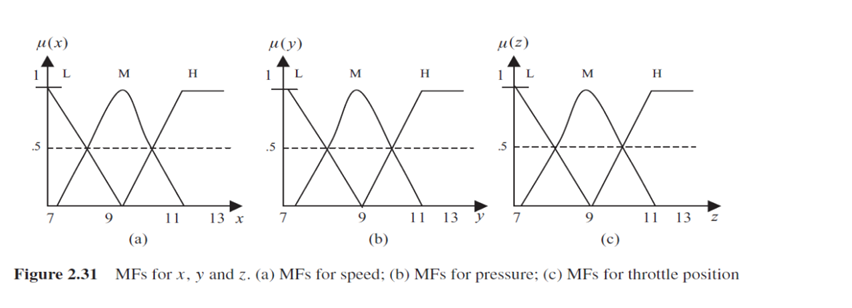 μ(x) μ(y) μ(z)
1 L M H 1 L M H 1 L M H
.5 .5 .5
7 9 11 13 x 7 9 11 13 y 7 9 11 13 z
(a) (b) (c)
Figure 2.31 MFs for x, y and z. (a) MFs for speed; (b) MFs for pressure; (c) MFs for throttle position